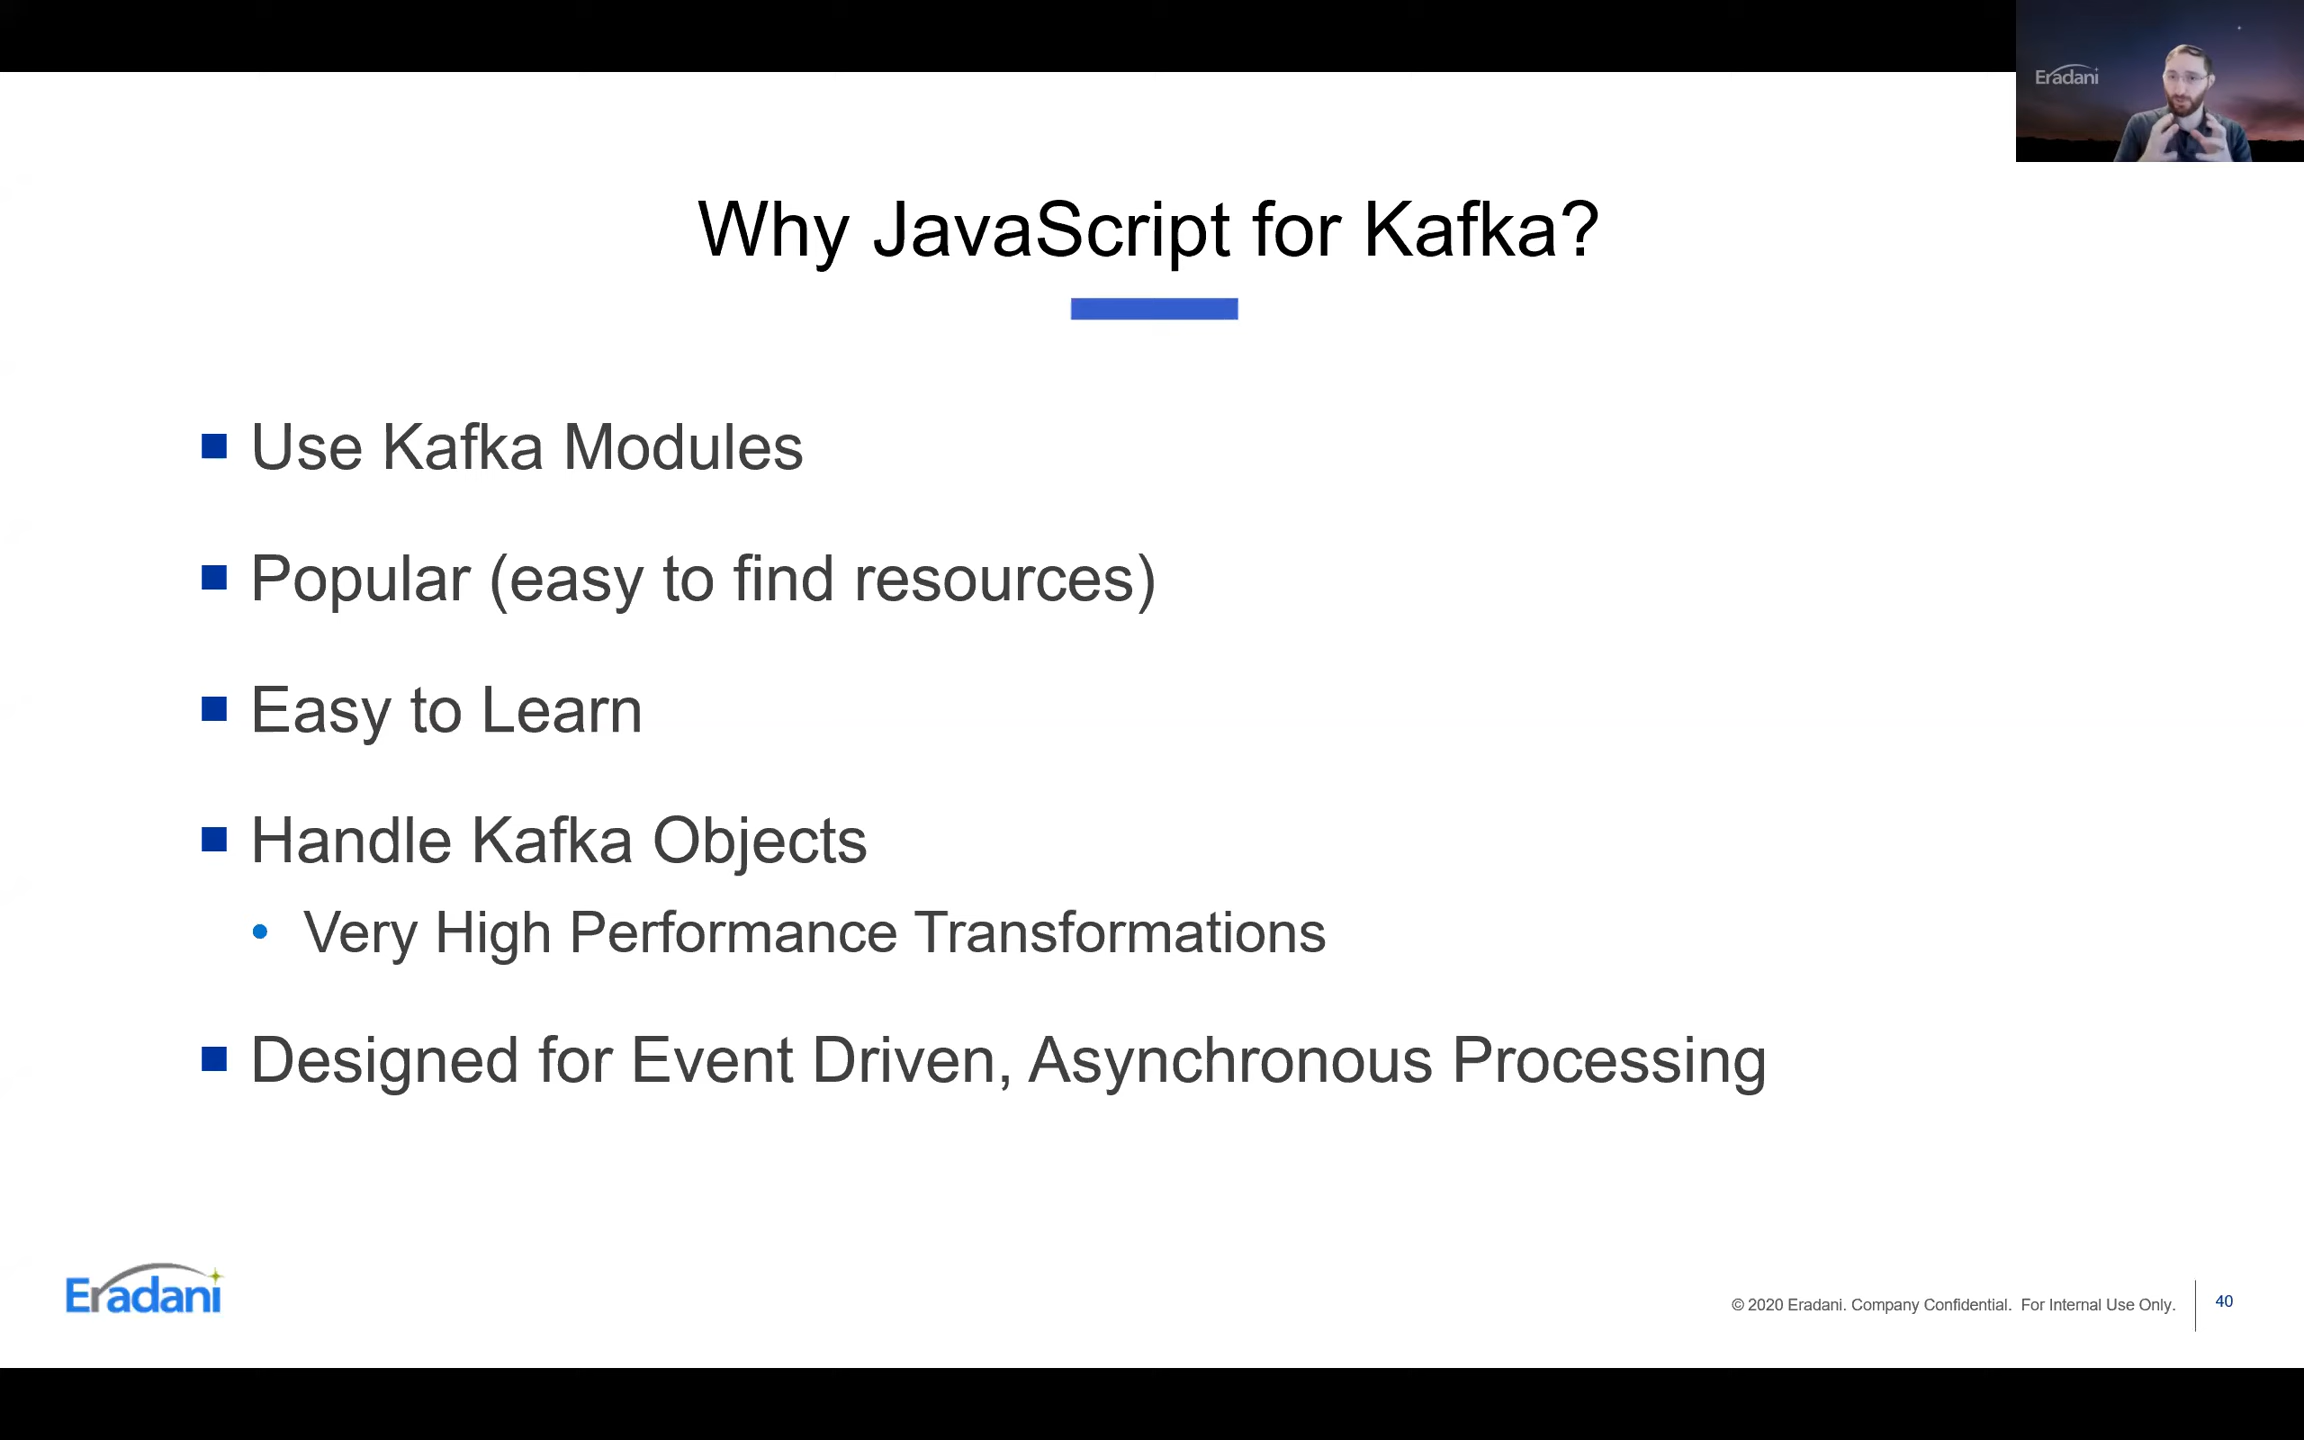 Eradani
Why JavaScript for Kafka?
Use Kafka Modules
Popular (easy to find resources)
Easy to Learn
Handle Kafka Objects
Very High Performance Transformations
Designed for Event Driven, Asynchronous Processing
Eradani
© 2020 Eradani. Company Confidential. For Internal Use Only.
40